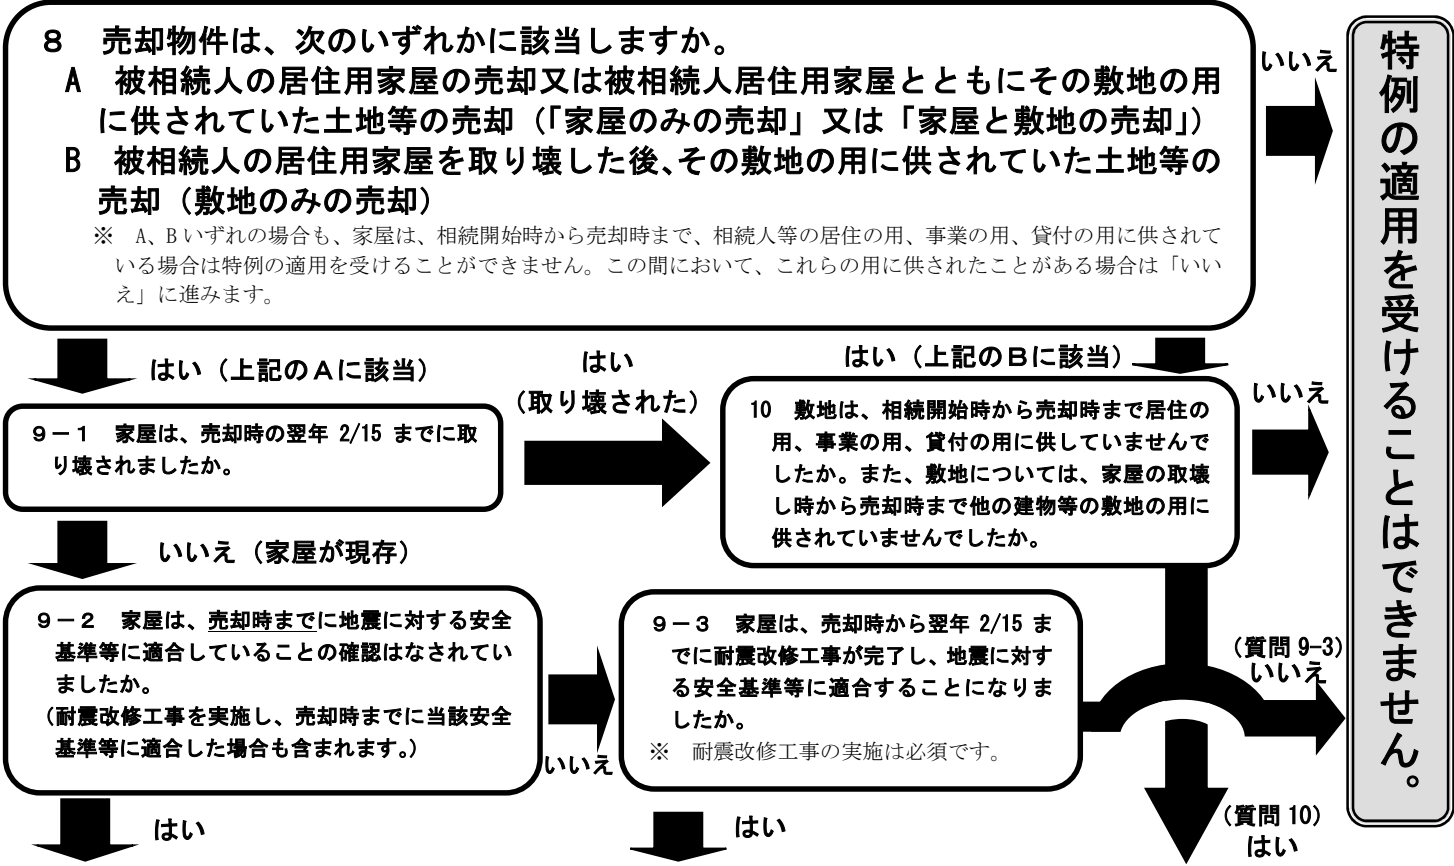 ８　売却物件は、次のいずれかに該当しますか。
A　被相続人の居住用家屋の売却又は被相続人居住用家屋とともにその敷地の用
に供されていた土地等の売却（「家屋のみの売却」又は「家屋と敷地の売却」）
B　被相続人の居住用家屋を取り壊した後、その敷地の用に供されていた土地等の
売却（敷地のみの売却）
※　A、B いずれの場合も、家屋は、相続開始時から売却時まで、相続人等の居住の用、事業の用、貸付の用に供されて
いる場合は特例の適用を受けることができません。この間において、これらの用に供されたことがある場合は「いい
え」に進みます。
いいえ
特例の適用を受けることはできません。
はい（上記のＡに該当）
はい
（取り壊された）
はい（上記のＢに該当）
９－１　家屋は、売却時の翌年 2/15 までに取
り壊されましたか。
10　敷地は、相続開始時から売却時まで居住の
用、事業の用、貸付の用に供していませんで
したか。また、敷地については、家屋の取壊
し時から売却時まで他の建物等の敷地の用に
供されていませんでしたか。
いいえ
いいえ（家屋が現存）
９－２　家屋は、売却時までに地震に対する安全
基準等に適合していることの確認はなされてい
ましたか。
（耐震改修工事を実施し、売却時までに当該安全
基準等に適合した場合も含まれます。）
いいえ
９－３　家屋は、売却時から翌年 2/15 ま
でに耐震改修工事が完了し、地震に対す
る安全基準等に適合することになりま
したか。
※　耐震改修工事の実施は必須です。
（質問 9-3）
いいえ
はい
はい
（質問 10）
はい